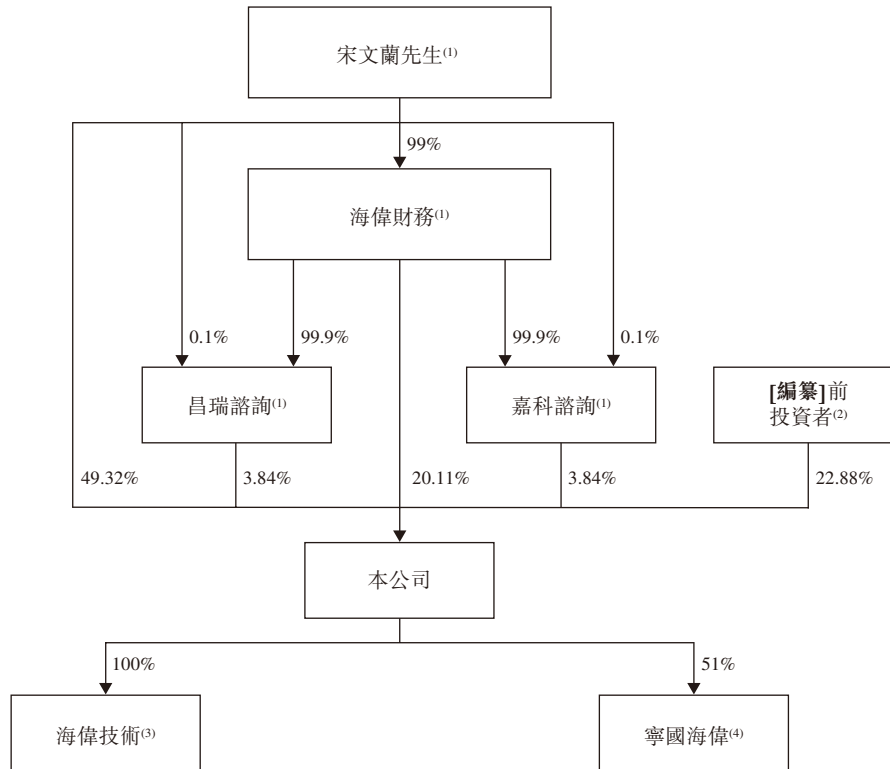 宋文蘭先生(1)
99%
海偉財務(1)
0.1%
99.9%
99.9%
0.1%
昌瑞諮詢(1)
嘉科諮詢(1)
[編纂]前
投資者(2)
49.32%
3.84%
20.11%
3.84%
22.88%
本公司
100%
51%
海偉技術(3)
寧國海偉(4)